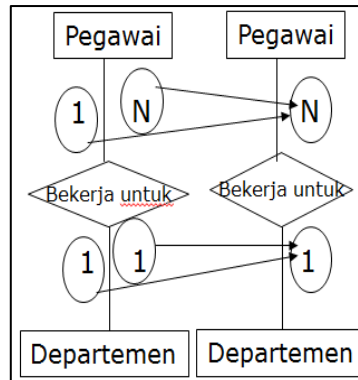 Pegawai Pegawai
1 N N
Bekerja untuk Bekerja untuk
1 1 1
Departemen Departemen